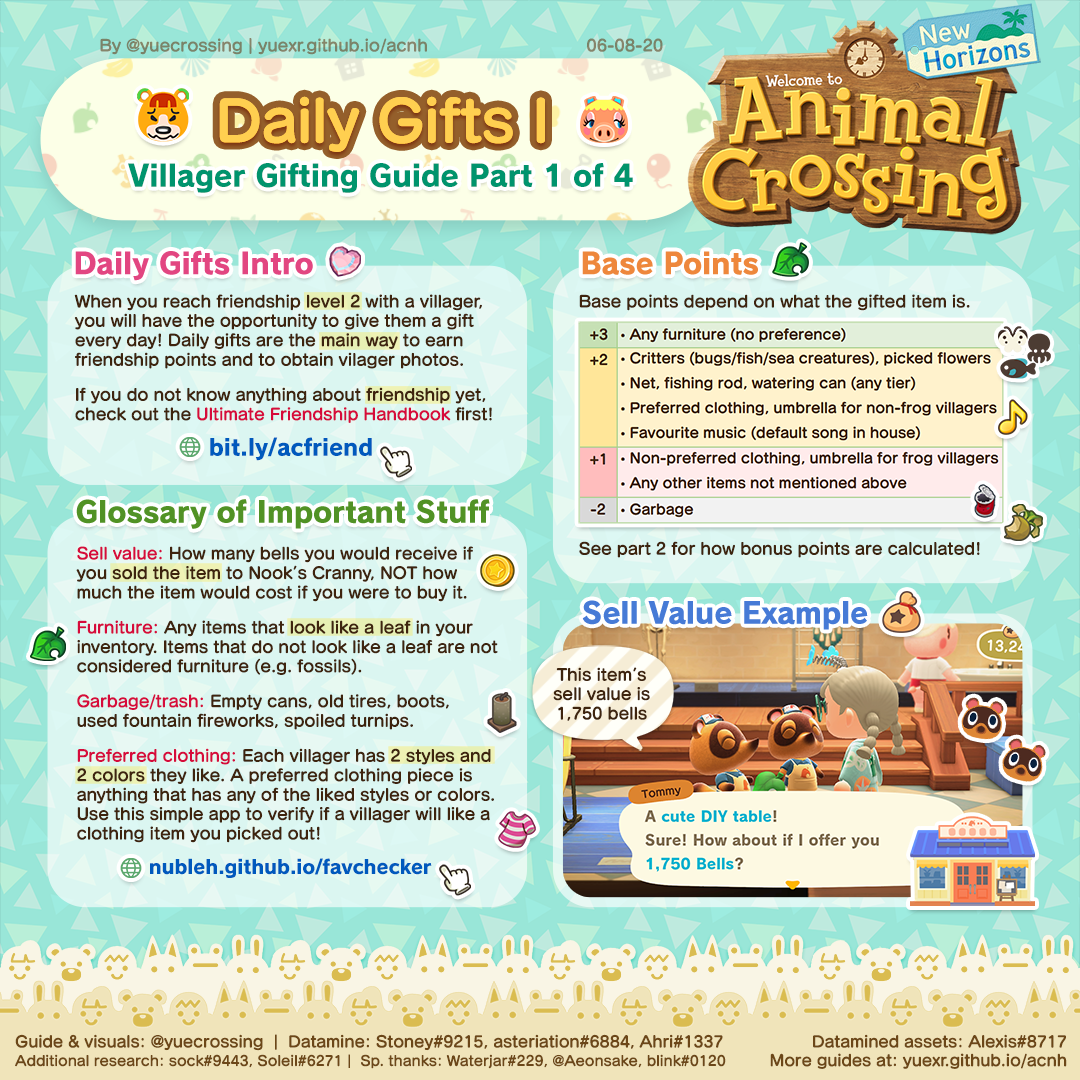 By @yuecrossing | yuexr.github.io/acnh
06-08-20
New
Horizons
Welcome to
Animal
Crossing
Daily Gifts I
Villager Gifting Guide Part 1 of 4
Daily Gifts Intro
When you reach friendship level 2 with a villager,
you will have the opportunity to give them a gift
every day! Daily gifts are the main way to earn
friendship points and to obtain vilager photos.
If you do not know anything about friendship yet,
check out the Ultimate Friendship Handbook first!
bit.ly/acfriend
Glossary of Important Stuff
Sell value: How many bells you would receive if
you sold the item to Nook's Cranny, NOT how
much the item would cost if you were to buy it.
Furniture: Any items that look like a leaf in your
inventory. Items that do not look like a leaf are not
considered furniture (e.g. fossils).
Garbage/trash: Empty cans, old tires, boots,
used fountain fireworks, spoiled turnips.
Preferred clothing: Each villager has 2 styles and
2 colors they like. A preferred clothing piece is
anything that has any of the liked styles or colors.
Use this simple app to verify if a villager will like a
clothing item you picked out!
nubleh.github.io/favchecker
Base Points
Base points depend on what the gifted item is.
+3 • Any furniture (no preference)
+2 • Critters (bugs/fish/sea creatures), picked flowers
• Net, fishing rod, watering can (any tier)
• Preferred clothing, umbrella for non-frog villagers
• Favourite music (default song in house)
+1 • Non-preferred clothing, umbrella for frog villagers
• Any other items not mentioned above
-2 • Garbage
See part 2 for how bonus points are calculated!
Sell Value Example
This item's
sell value is
1,750 bells
13,24
Tommy
A cute DIY table!
Sure! How about if I offer you
1,750 Bells?
Guide & visuals: @yuecrossing | Datamine: Stoney#9215, asteriation#6884, Ahri#1337
Additional research: sock#9443, Soleil#6271 | Sp. thanks: Waterjar#229, @Aeonsake, blink#0120
Datamined assets: Alexis#8717
More guides at: yuexr.github.io/acnh